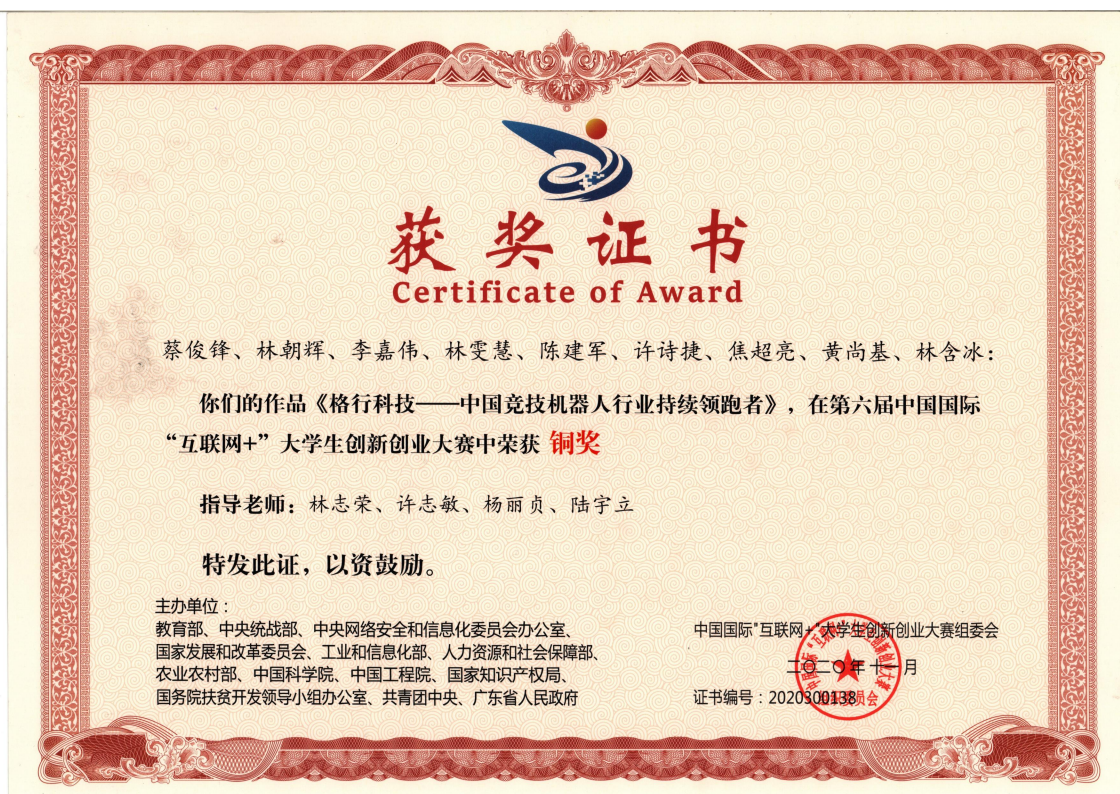 获奖证书
Certificate of Award
蔡俊锋、林朝辉、李嘉伟、林雯慧、陈建军、许诗捷、焦超亮、黄尚基、林含冰：
你们的作品《格行科技——中国竞技机器人行业持续领跑者》，在第六届中国国际
“互联网+”大学生创新创业大赛中荣获 铜奖
指导老师：林志荣、许志敏、杨丽贞、陆宇立
特发此证，以资鼓励。
主办单位：
教育部、中央统战部、中央网络安全和信息化委员会办公室、
国家发展和改革委员会、工业和信息化部、人力资源和社会保障部、
农业农村部、中国科学院、中国工程院、国家知识产权局、
国务院扶贫开发领导小组办公室、共青团中央、广东省人民政府
中国国际"互联网+"大学生创新创业大赛组委会
二〇二〇年十一月
证书编号：2020300138